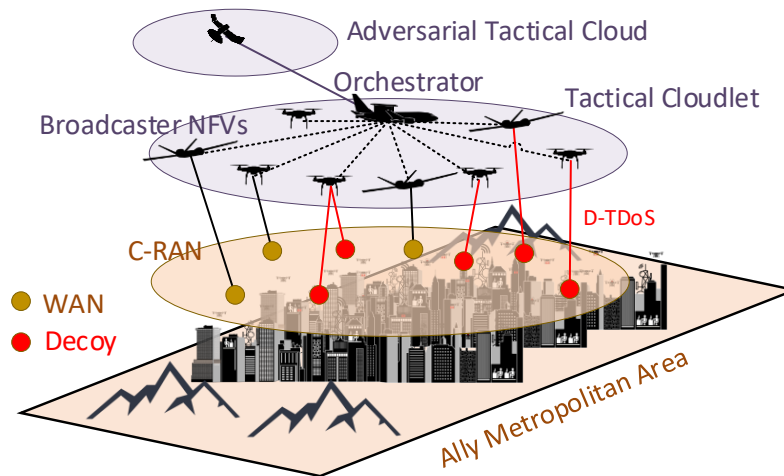 Adversarial Tactical Cloud
Orchestrator
Tactical Cloudlet
Broadcaster NFVs
D-TDoS
C-RAN
WAN
Decoy
Ally Metropolitan Area